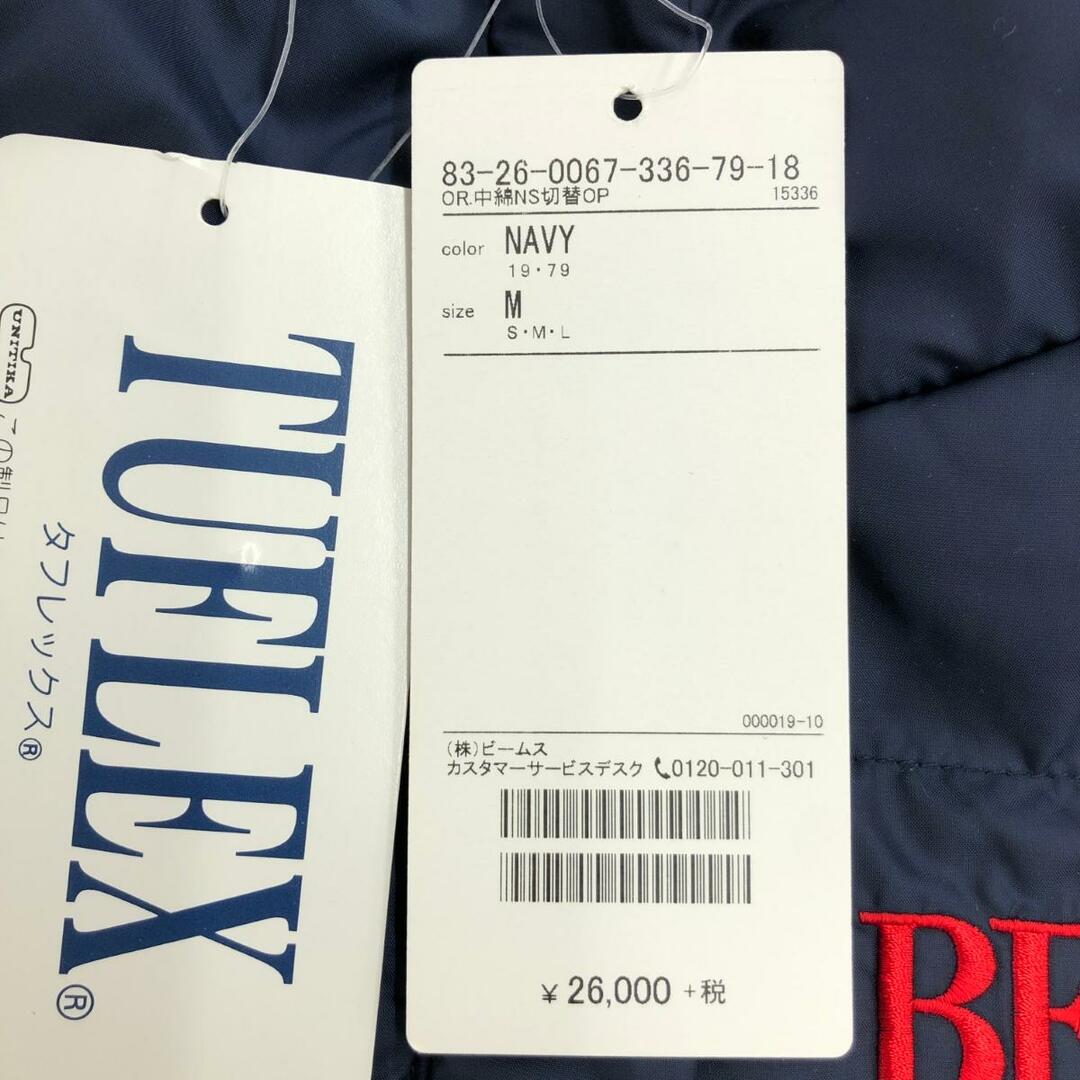 UNITIKA
TUFLEX®
タフレックス®
83-26-0067-336-79-18
OR.中綿NS切替OP 15336
color NAVY
19・79
size M
S・M・L
000019-10
(株)ビームス
カスタマーサービスデスク 0120-011-301
¥ 26,000 +税